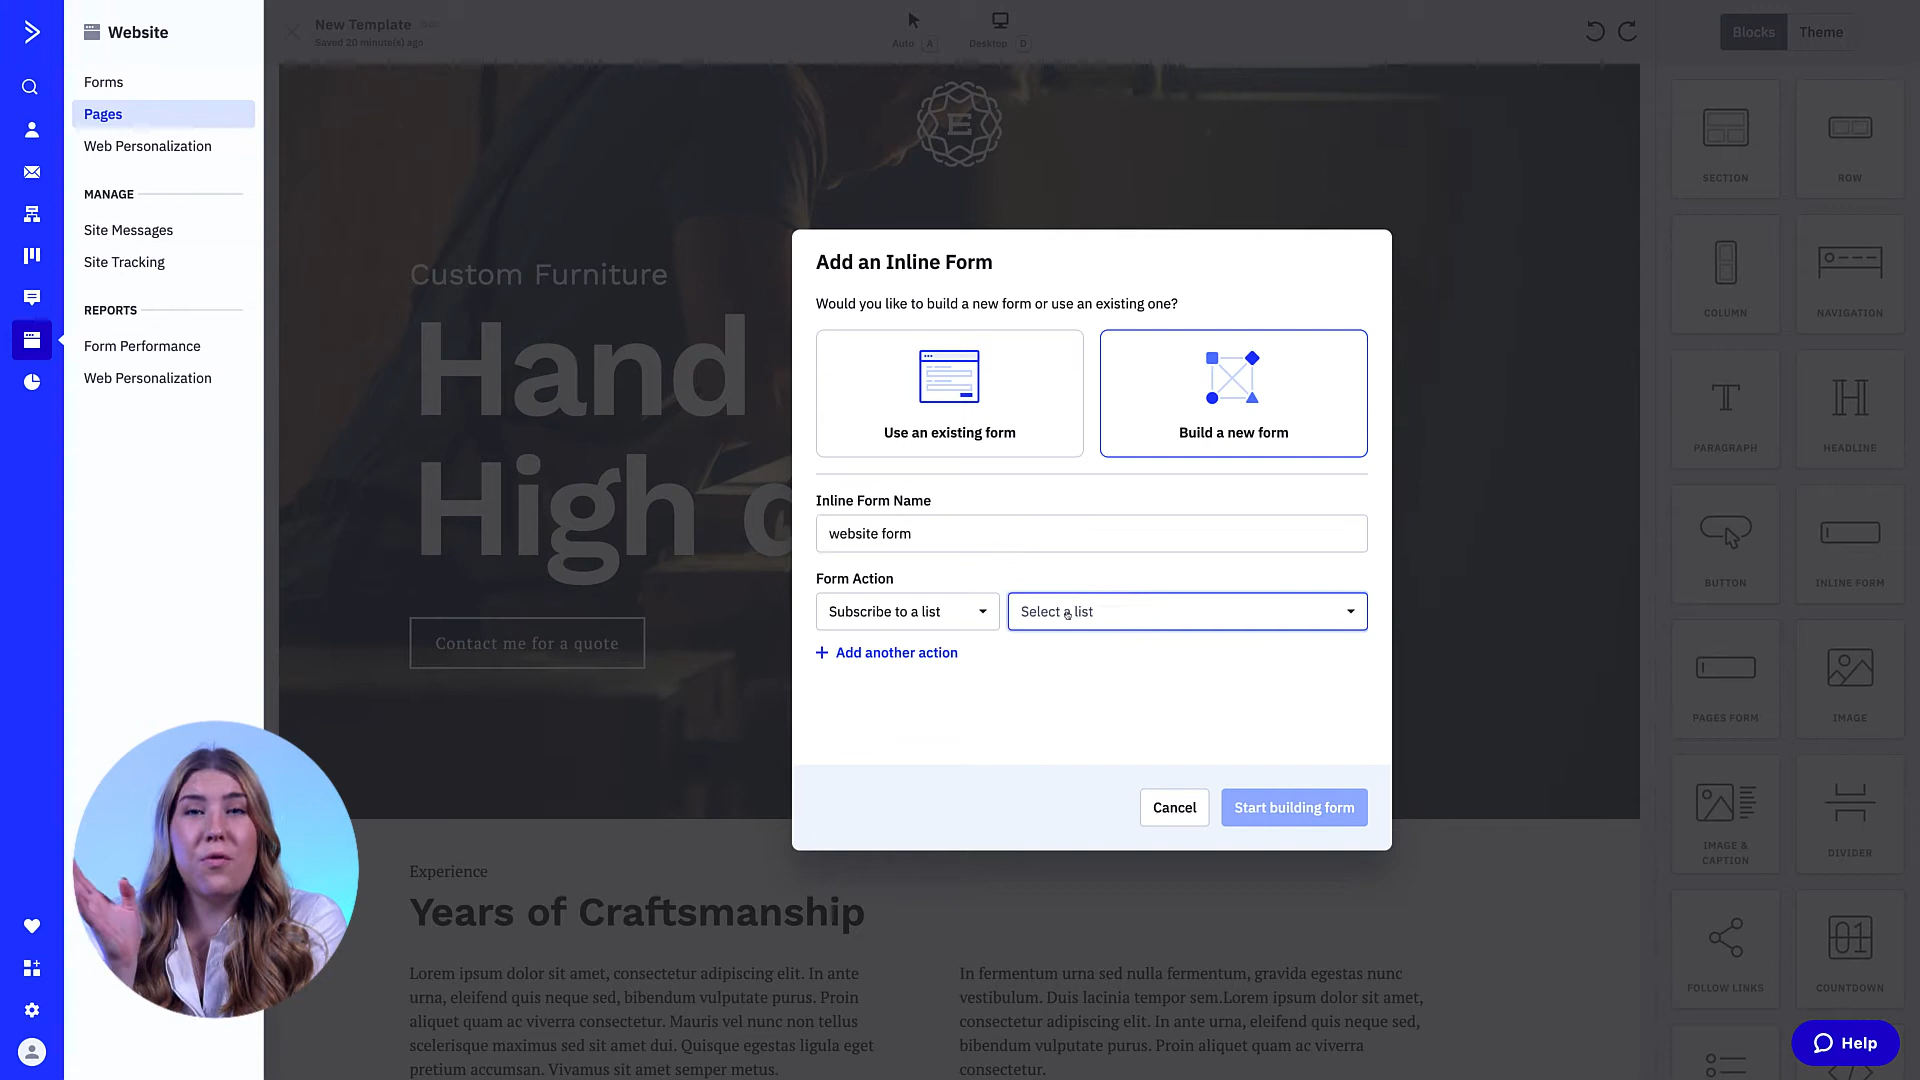 Website
Forms
Pages
Web Personalization
MANAGE
Site Messages
Site Tracking
REPORTS
Form Performance
Web Personalization
New Template
Saved 20 minute(s) ago
Auto A
Desktop D
Blocks
Theme
E
Custom Furniture
Hand
High
Contact me for a quote
Add an Inline Form
Would you like to build a new form or use an existing one?
Use an existing form
Build a new form
Inline Form Name
website form
Form Action
Subscribe to a list
Select a list
Add another action
Cancel
Start building form
SECTION
ROW
COLUMN
NAVIGATION
PARAGRAPH
HEADLINE
BUTTON
INLINE FORM
PAGES FORM
IMAGE
IMAGE &
CAPTION
DIVIDER
FOLLOW LINKS
01
COUNTDOWN
Experience
Years of Craftsmanship
Lorem ipsum dolor sit amet, consectetur adipiscing elit. In ante
urna, eleifend quis neque sed, bibendum vulputate purus. Proin
aliquet quam ac viverra consectetur. Mauris vel nunc non tellus
scelerisque maximus sed sit amet dui. Quisque egestas ligula eget
pretium accumsan. Vivamus sit amet semper metus.
In fermentum urna sed nulla fermentum, gravida egestas nunc
vestibulum. Duis lacinia tempor sem.Lorem ipsum dolor sit amet,
consectetur adipiscing elit. In ante urna, eleifend quis neque sed,
bibendum vulputate purus. Proin aliquet quam ac viverra
consectetur.
Help